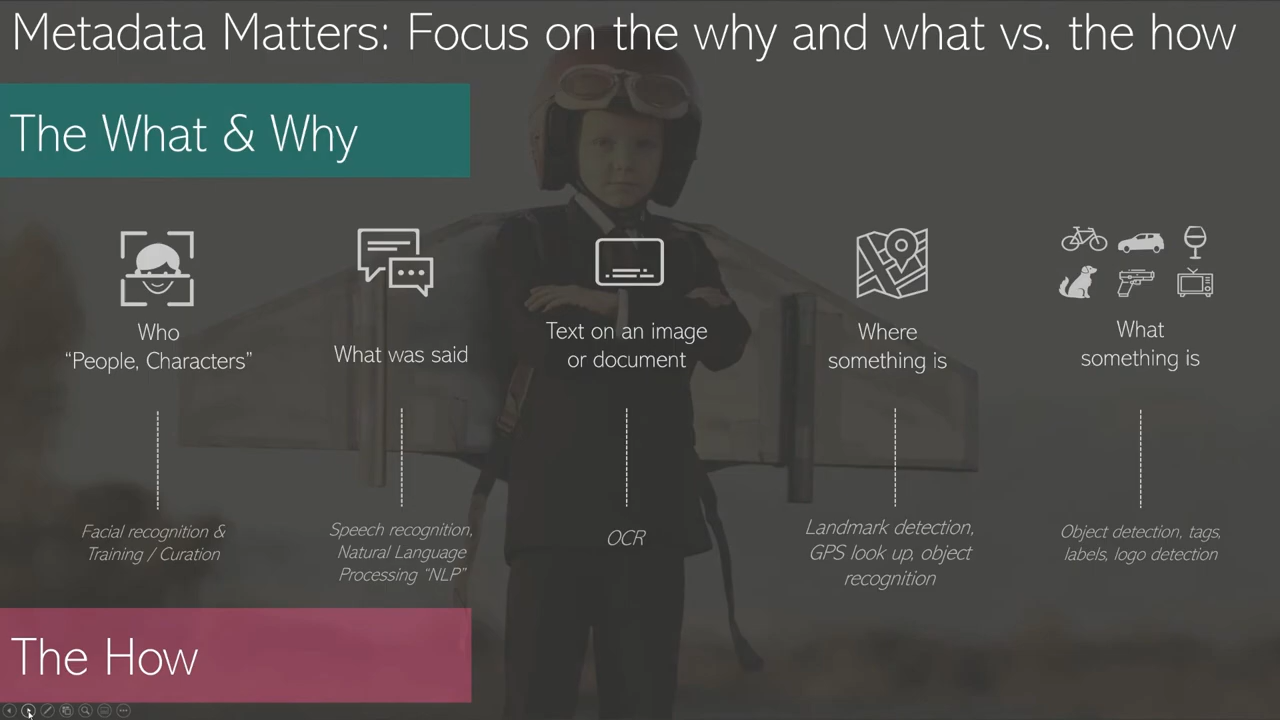 Metadata Matters: Focus on the why and what vs. the how
The What & Why
Who
“People, Characters”
What was said
Text on an image
or document
Where
something is
What
something is
Facial recognition &
Training / Curation
Speech recognition,
Natural Language
Processing “NLP”
OCR
Landmark detection,
GPS look up, object
recognition
Object detection, tags,
labels, logo detection
The How